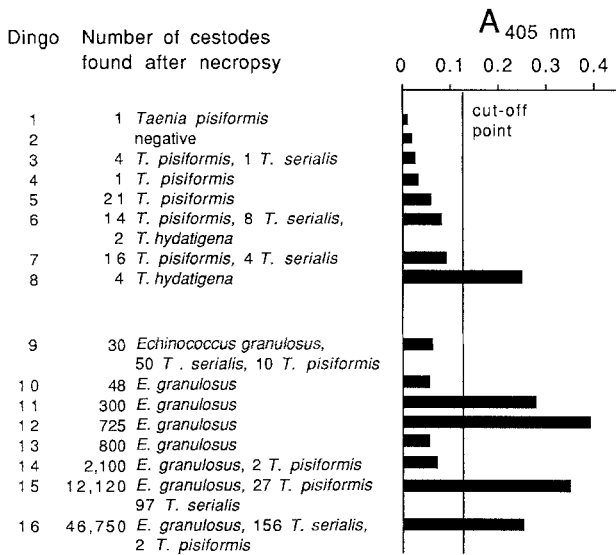 Dingo Number of cestodes found after necropsy
A 405 nm
0 0.1 0.2 0.3 0.4
cut-off point
1 1 Taenia pisiformis
2 negative
3 4 T. pisiformis, 1 T. serialis
4 1 T. pisiformis
5 21 T. pisiformis
6 14 T. pisiformis, 8 T. serialis,
2 T. hydatigena
7 16 T. pisiformis, 4 T. serialis
8 4 T. hydatigena
9 30 Echinococcus granulosus,
50 T. serialis, 10 T. pisiformis
10 48 E. granulosus
11 300 E. granulosus
12 725 E. granulosus
13 800 E. granulosus
14 2,100 E. granulosus, 2 T. pisiformis
15 12,120 E. granulosus, 27 T. pisiformis
97 T. serialis
16 46,750 E. granulosus, 156 T. serialis,
2 T. pisiformis